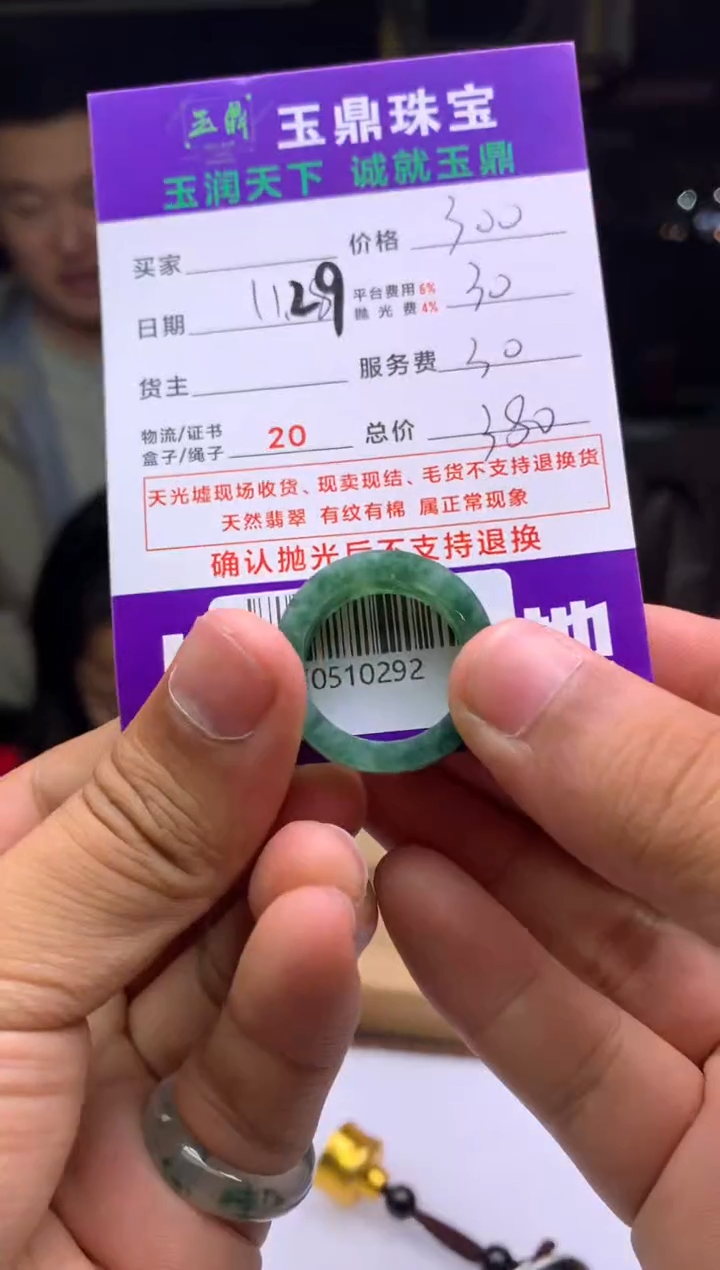 玉鼎 玉鼎珠宝
玉润天下 诚就玉鼎
买家 价格 300
日期 11.29 平台费用6% 抛光费4% 30
货主 服务费 30
物流/证书 盒子/绳子 20 总价 380
天光墟现场收货、现卖现结、毛货不支持退换货
天然翡翠 有纹有棉 属正常现象
确认抛光后不支持退换
0510292